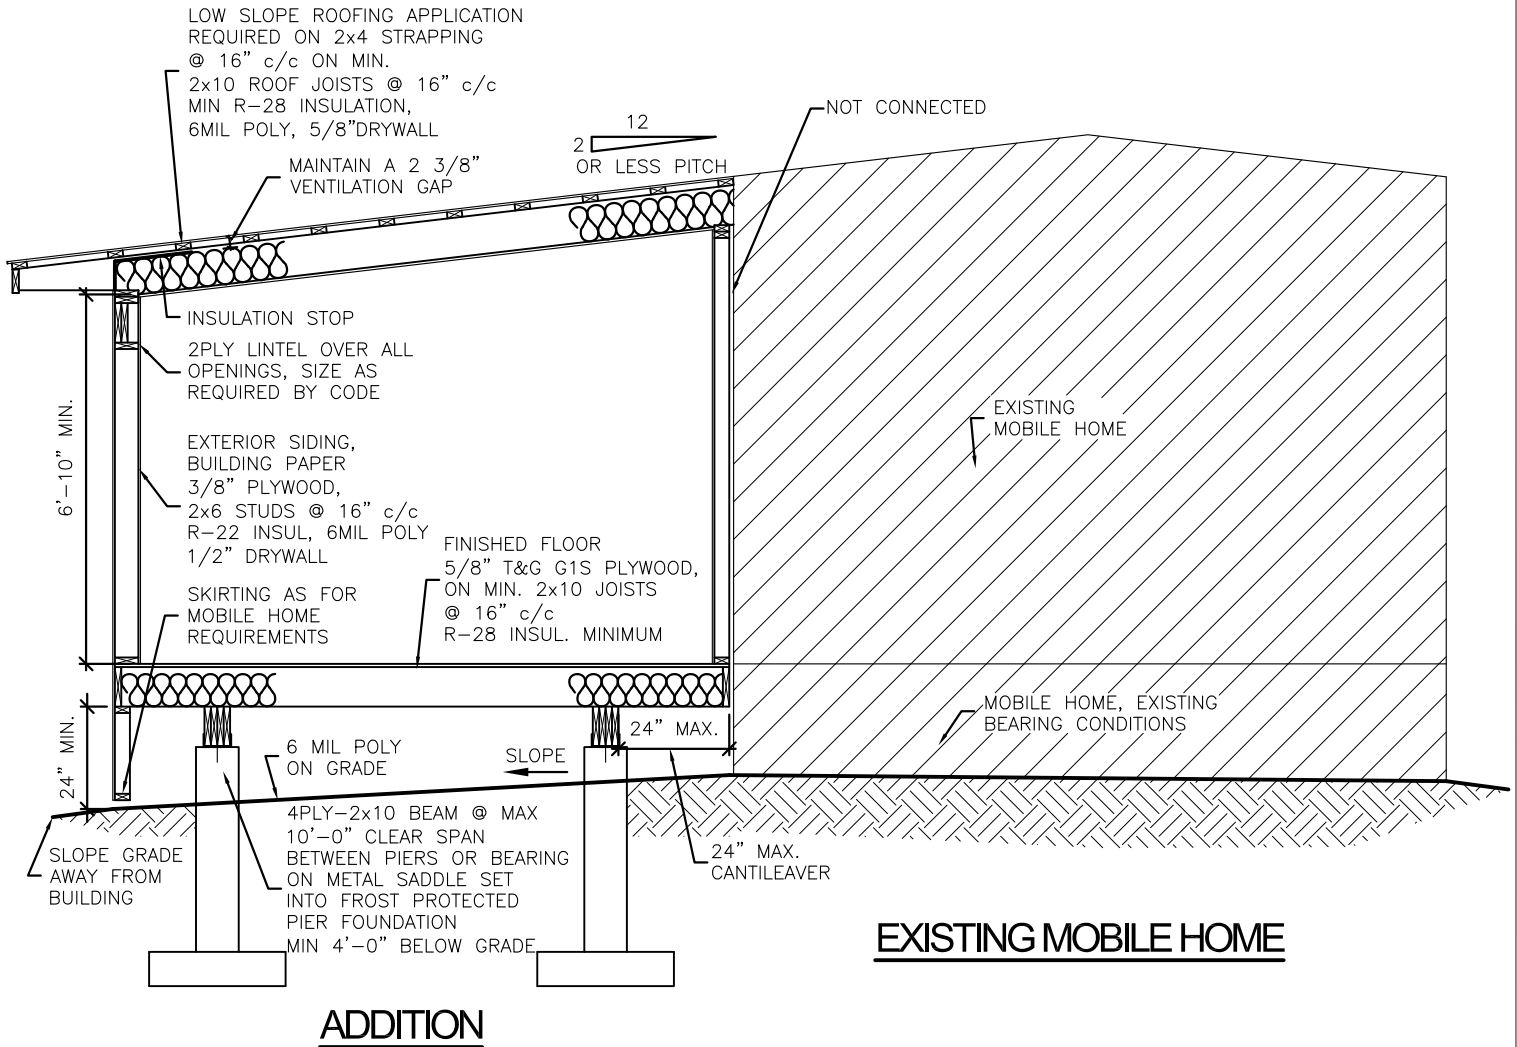 LOW SLOPE ROOFING APPLICATION
REQUIRED ON 2x4 STRAPPING
@ 16" c/c ON MIN.
2x10 ROOF JOISTS @ 16" c/c
MIN R-28 INSULATION,
6MIL POLY, 5/8"DRYWALL
MAINTAIN A 2 3/8"
VENTILATION GAP
12
2
OR LESS PITCH
NOT CONNECTED
INSULATION STOP
2PLY LINTEL OVER ALL
OPENINGS, SIZE AS
REQUIRED BY CODE
6'-10" MIN.
EXTERIOR SIDING,
BUILDING PAPER
3/8" PLYWOOD,
2x6 STUDS @ 16" c/c
R-22 INSUL, 6MIL POLY
1/2" DRYWALL
EXISTING
MOBILE HOME
FINISHED FLOOR
5/8" T&G G1S PLYWOOD,
ON MIN. 2x10 JOISTS
@ 16" c/c
R-28 INSUL. MINIMUM
SKIRTING AS FOR
MOBILE HOME
REQUIREMENTS
24" MIN.
24" MAX.
MOBILE HOME, EXISTING
BEARING CONDITIONS
6 MIL POLY
ON GRADE
SLOPE
4PLY-2x10 BEAM @ MAX
10'-0" CLEAR SPAN
BETWEEN PIERS OR BEARING
ON METAL SADDLE SET
INTO FROST PROTECTED
PIER FOUNDATION
MIN 4'-0" BELOW GRADE
SLOPE GRADE
AWAY FROM
BUILDING
24" MAX.
CANTILEAVER
EXISTING MOBILE HOME
ADDITION